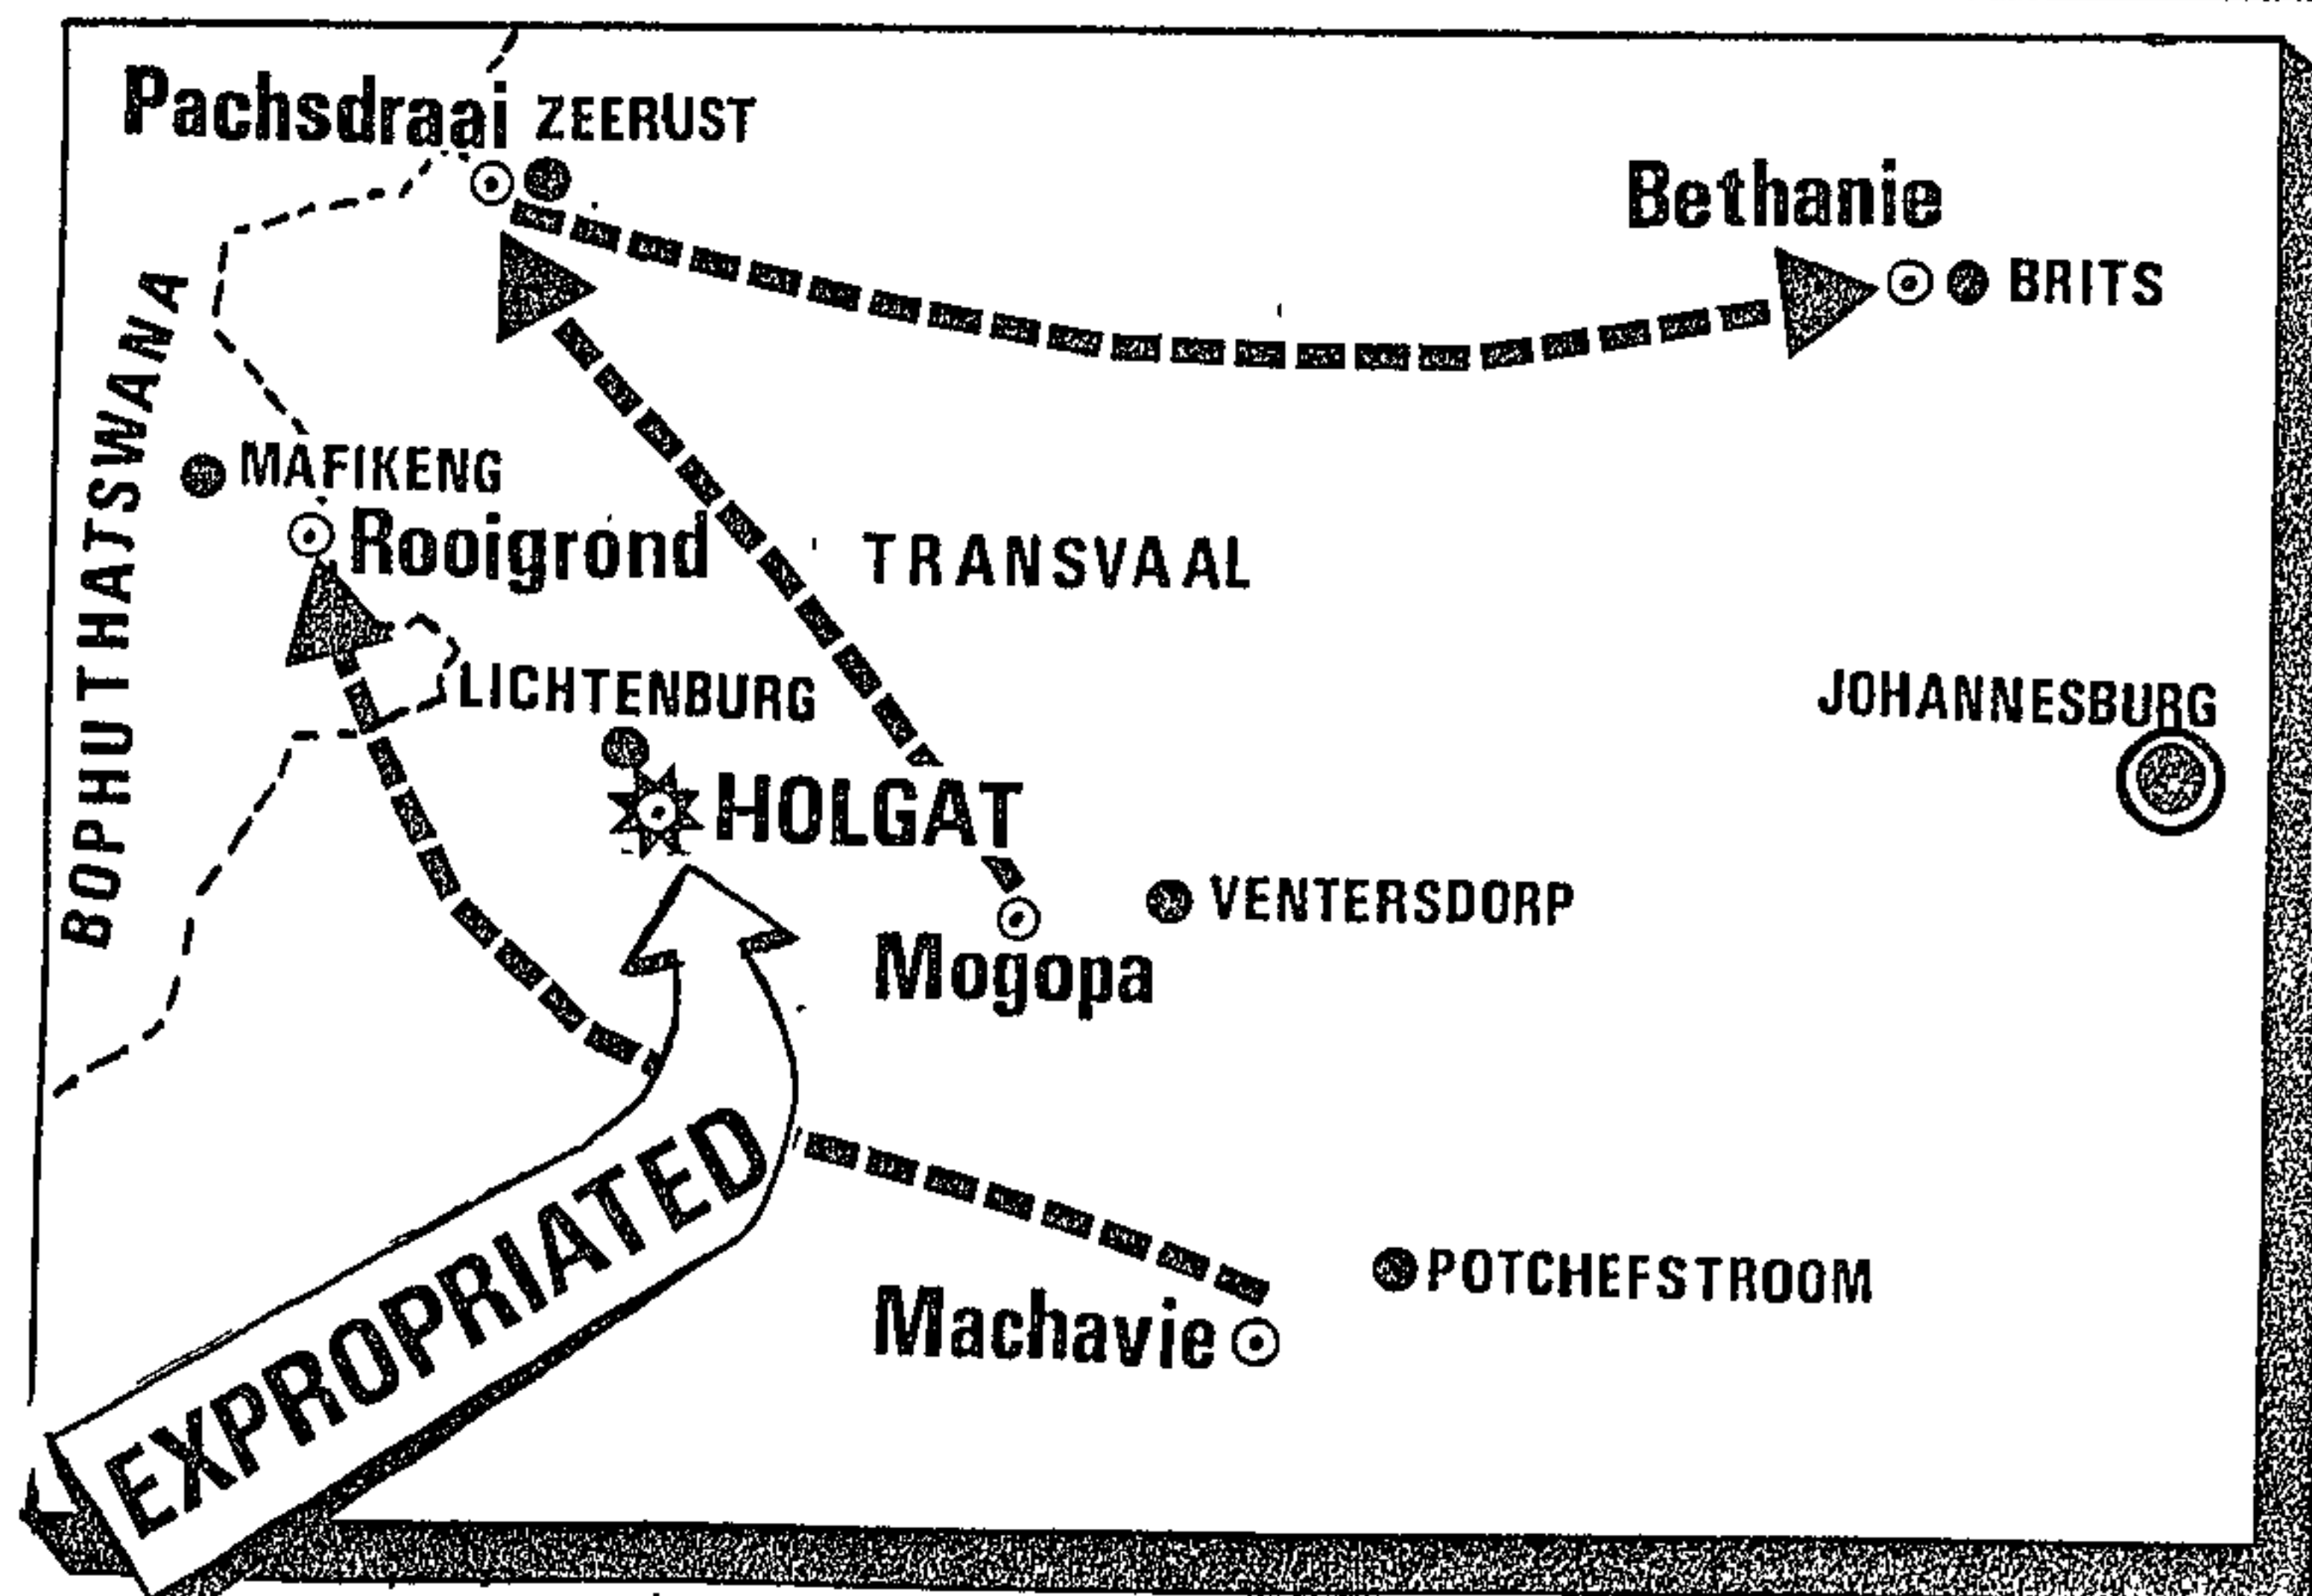 Pachsdraai
ZEERUST
Bethanie
BRITS
BOPHUTHATSWANA
MAFIKENG
Rooigrond
TRANSVAAL
LICHTENBURG
JOHANNESBURG
HOLGAT
VENTERSDORP
Mogopa
EXPROPRIATED
POTCHEFSTROOM
Machavie